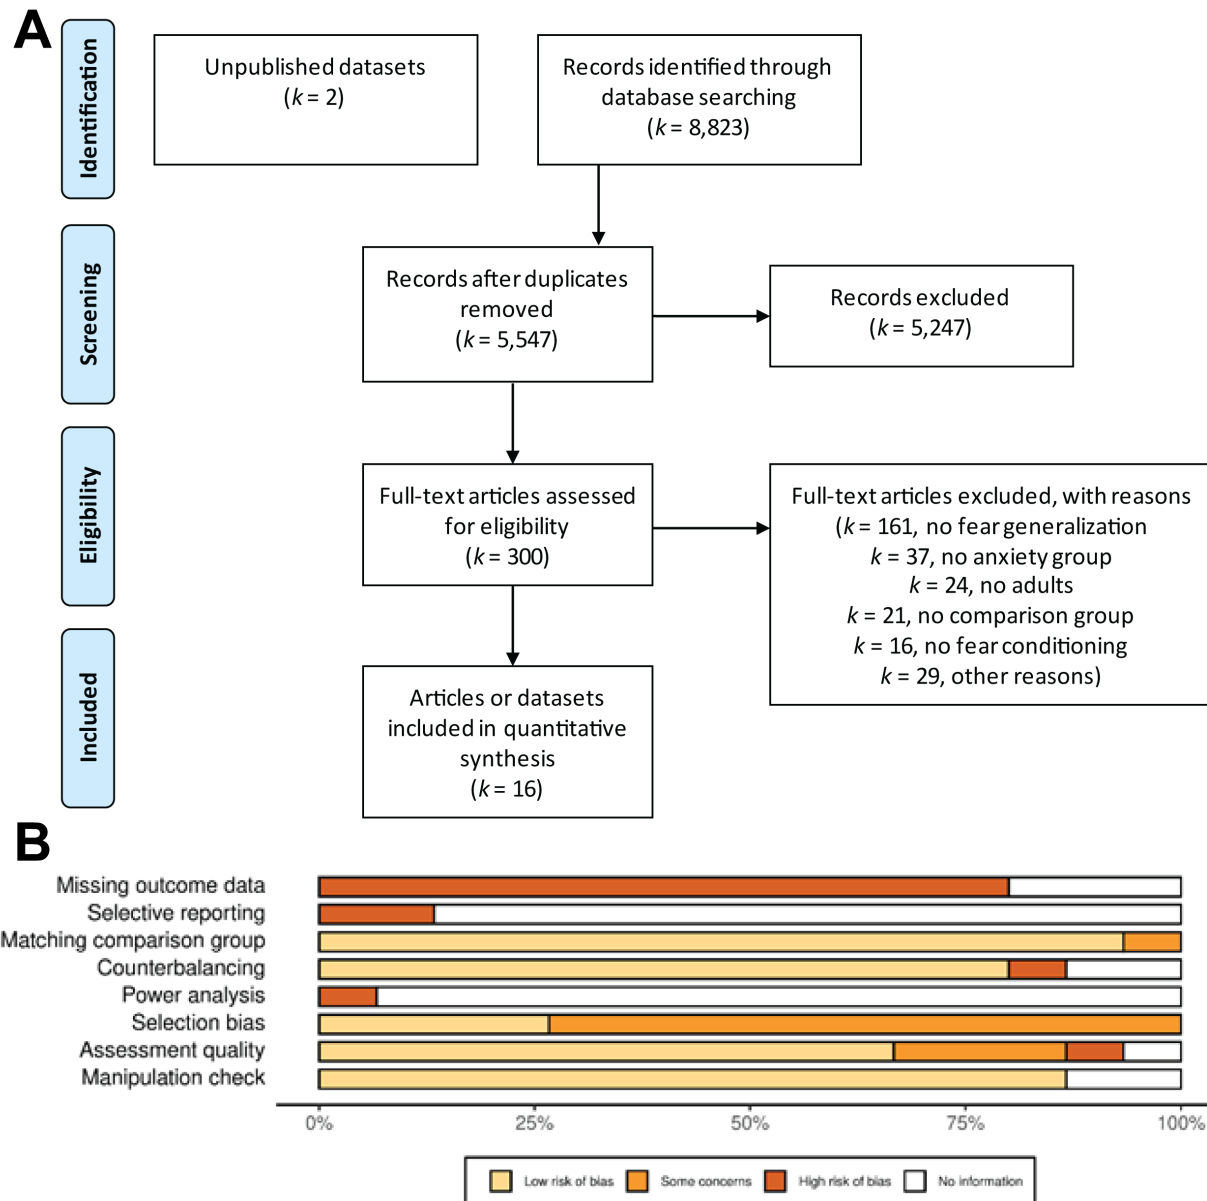 A
Identification
Unpublished datasets
(k = 2)
Records identified through
database searching
(k = 8,823)
Screening
Records after duplicates
removed
(k = 5,547)
Records excluded
(k = 5,247)
Eligibility
Full-text articles assessed
for eligibility
(k = 300)
Full-text articles excluded, with reasons
(k = 161, no fear generalization
k = 37, no anxiety group
k = 24, no adults
k = 21, no comparison group
k = 16, no fear conditioning
k = 29, other reasons)
Included
Articles or datasets
included in quantitative
synthesis
(k = 16)
B
Missing outcome data
Selective reporting
Matching comparison group
Counterbalancing
Power analysis
Selection bias
Assessment quality
Manipulation check
0% 25% 50% 75% 100%
Low risk of bias Some concerns High risk of bias No information